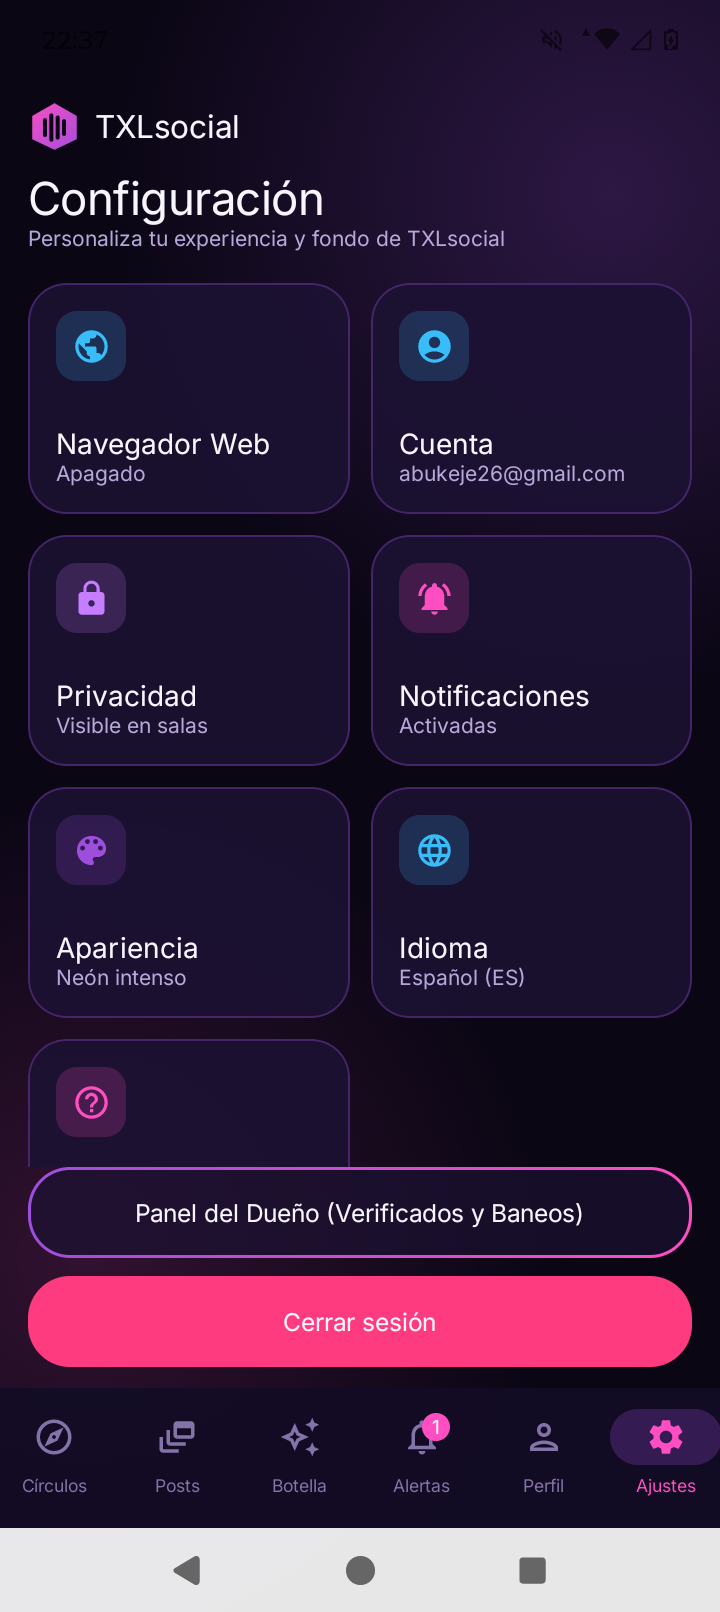 22:37
TXLsocial
Configuración
Personaliza tu experiencia y fondo de TXLsocial
Navegador Web
Apagado
Cuenta
abukeje26@gmail.com
Privacidad
Visible en salas
Notificaciones
Activadas
Apariencia
Neón intenso
Idioma
Español (ES)
Panel del Dueño (Verificados y Baneos)
Cerrar sesión
1
Círculos
Posts
Botella
Alertas
Perfil
Ajustes